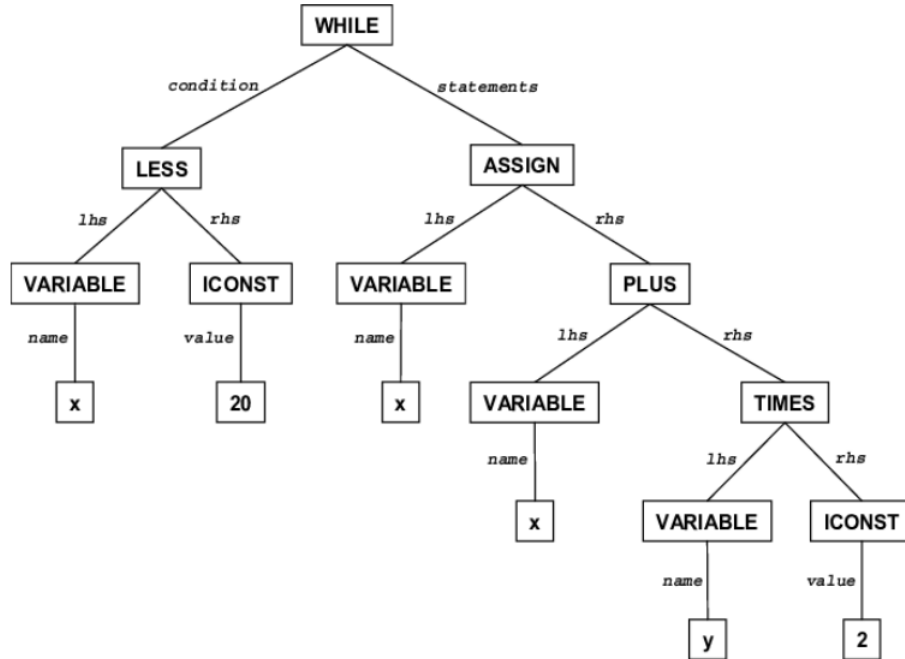 WHILE
condition statements
LESS ASSIGN
lhs rhs lhs rhs
VARIABLE ICONST VARIABLE PLUS
name value name lhs rhs
x 20 x VARIABLE TIMES
name lhs rhs
x VARIABLE ICONST
name value
y 2